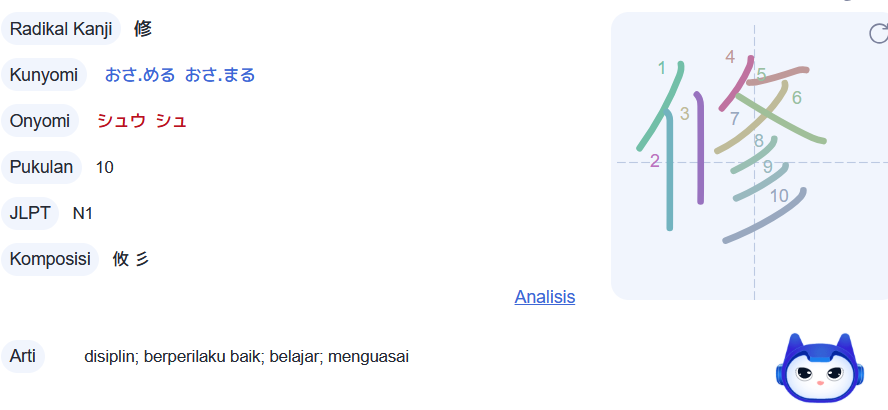 Radikal Kanji 修
Kunyomi おさ.める おさ.まる
Onyomi シュウ シュ
Pukulan 10
JLPT N1
Komposisi 攸 彡
Analisis
Arti disiplin; berperilaku baik; belajar; menguasai
1
2
3
4
5
6
7
8
9
10